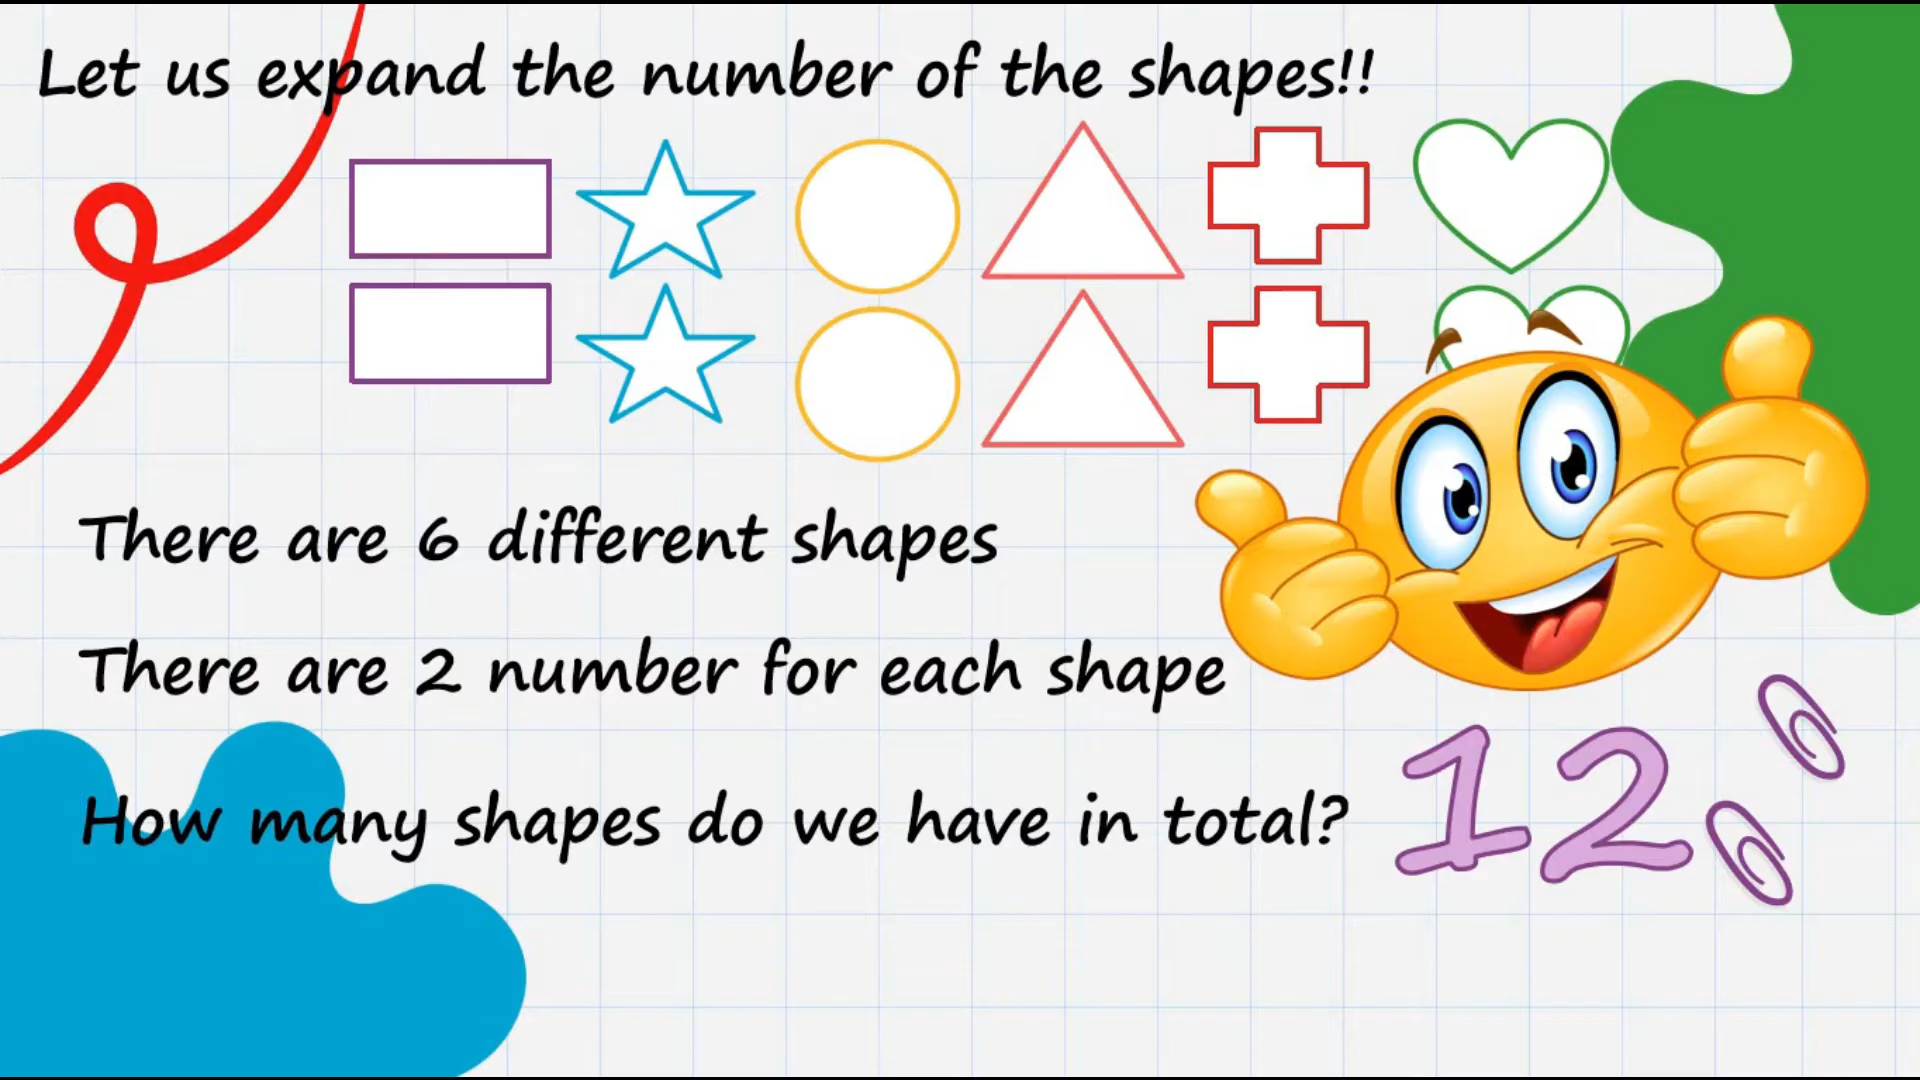 Let us expand the number of the shapes!!
There are 6 different shapes
There are 2 number for each shape
How many shapes do we have in total? 12